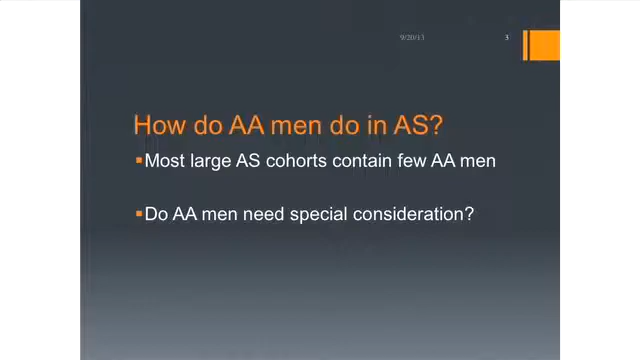 9/20/13 3
How do AA men do in AS?
▪Most large AS cohorts contain few AA men
▪Do AA men need special consideration?